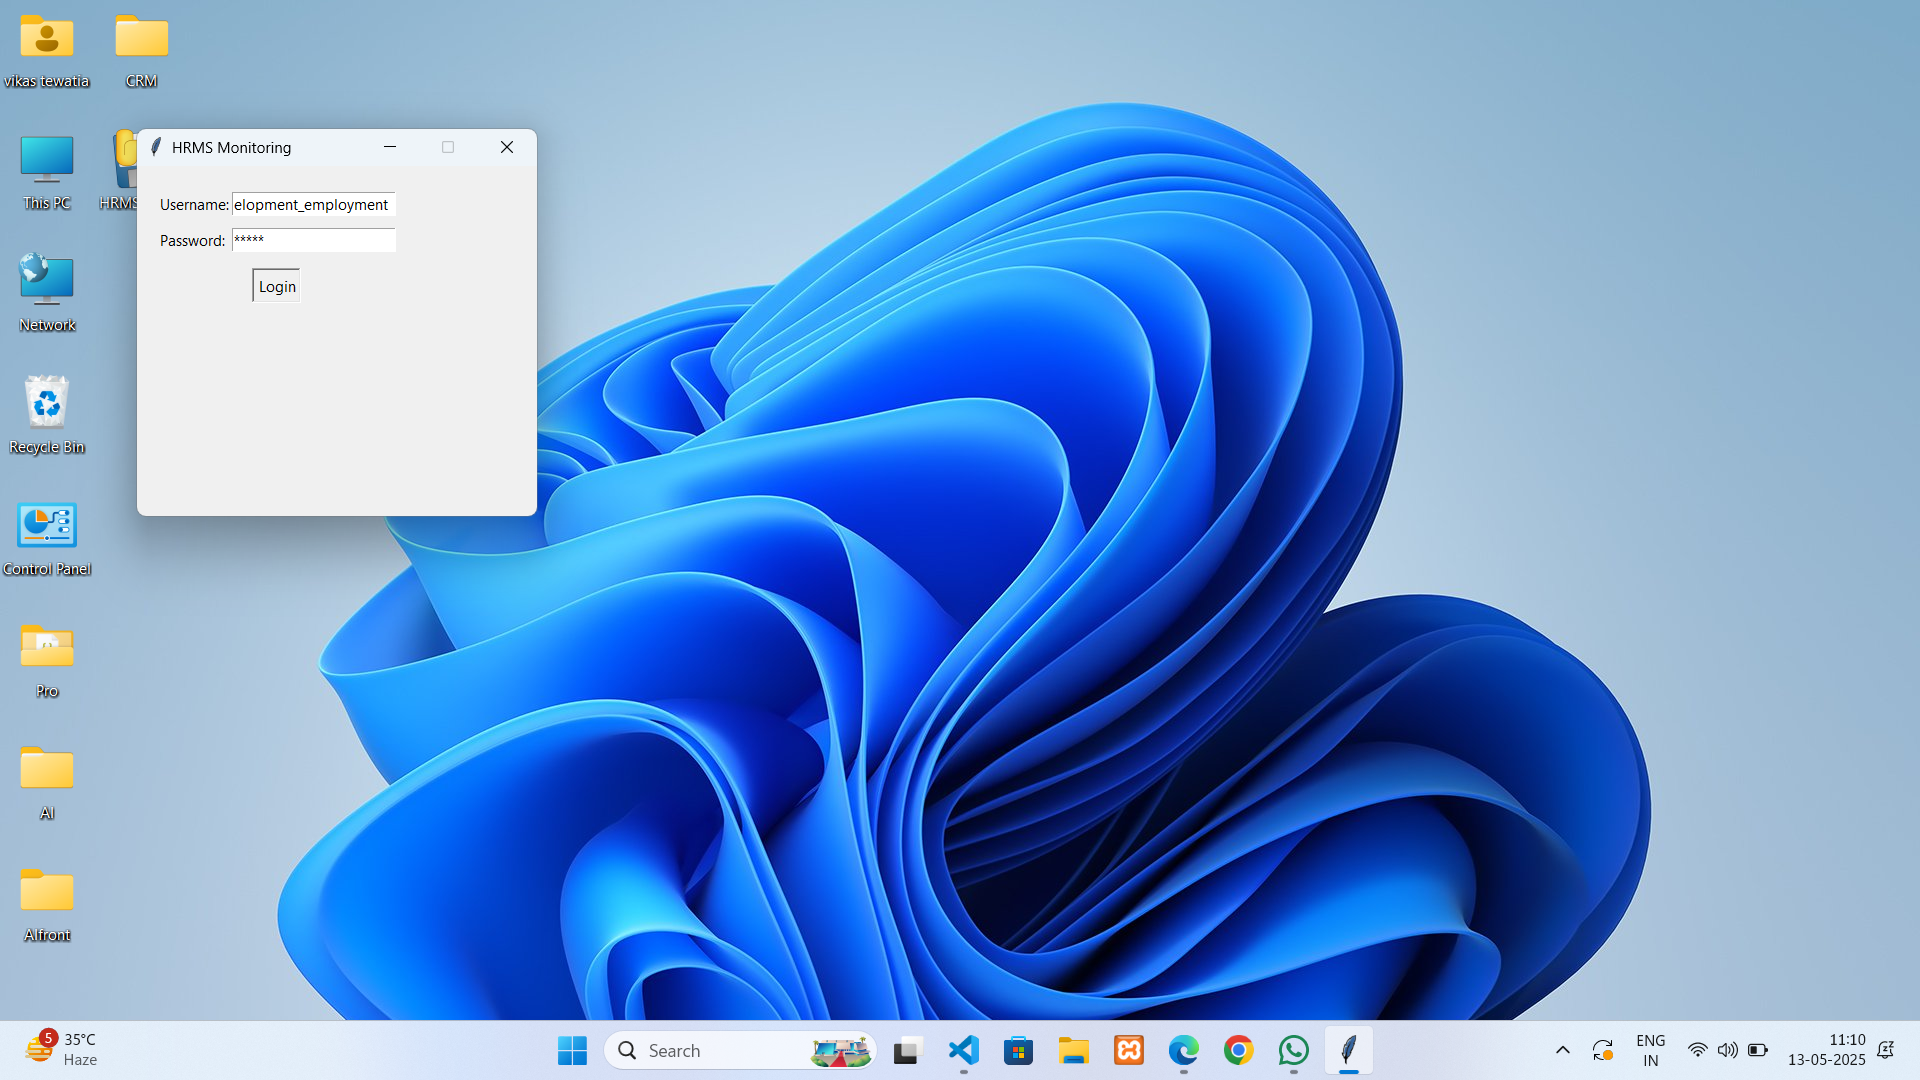 vikas tewatia
CRM
This PC
HRMS
Network
Recycle Bin
Control Panel
Pro
AI
AIfront
HRMS Monitoring
Username: elopment_employment
Password: *****
Login
5
35°C
Haze
Search
ENG
IN
11:10
13-05-2025